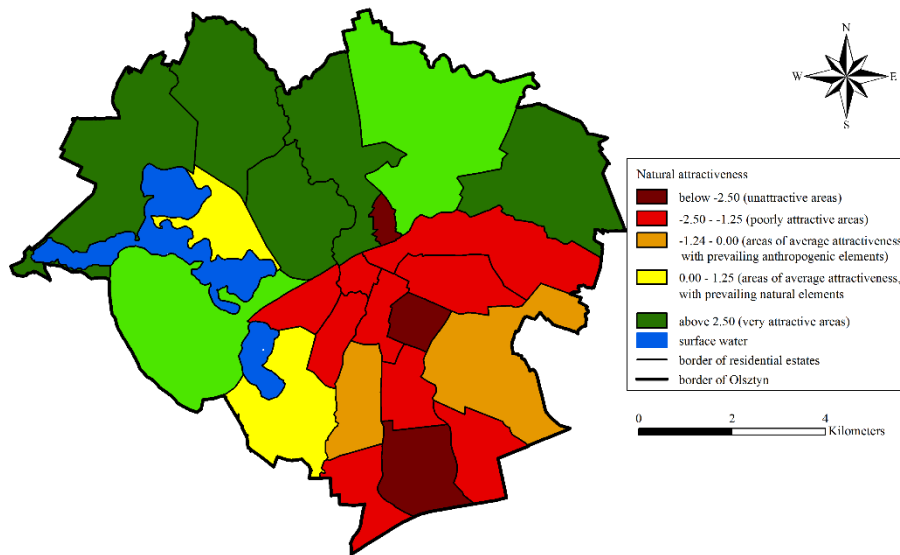 N
W
E
S
Natural attractiveness
below -2.50 (unattractive areas)
-2.50 - -1.25 (poorly attractive areas)
-1.24 - 0.00 (areas of average attractiveness
with prevailing anthropogenic elements)
0.00 - 1.25 (areas of average attractiveness,
with prevailing natural elements
above 2.50 (very attractive areas)
surface water
border of residential estates
border of Olsztyn
0 2 4
Kilometers